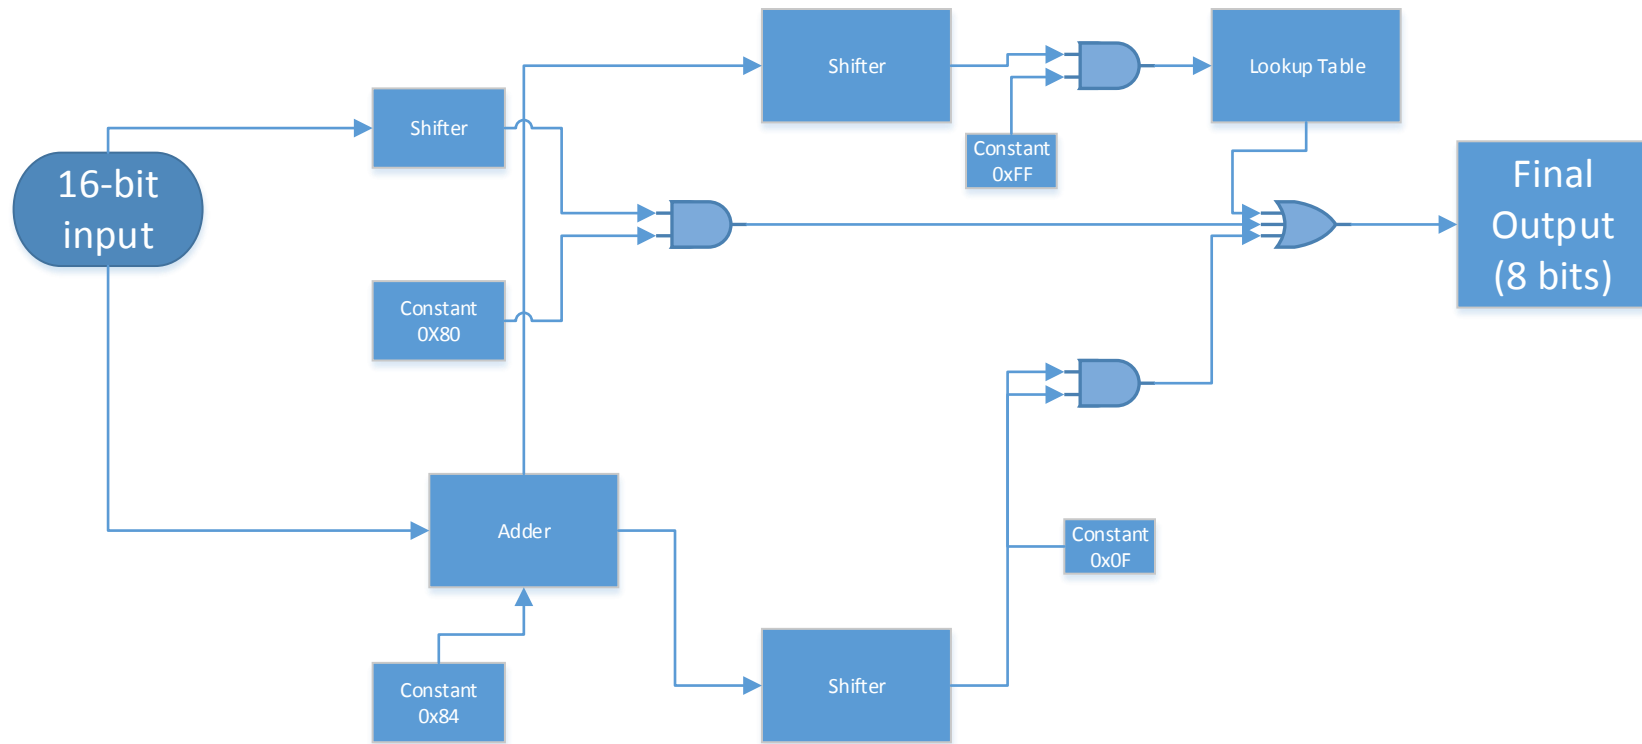 Shifter
Lookup Table
Shifter
Constant
0xFF
16-bit
input
Final
Output
(8 bits)
Constant
0X80
Adder
Constant
0x0F
Shifter
Constant
0x84